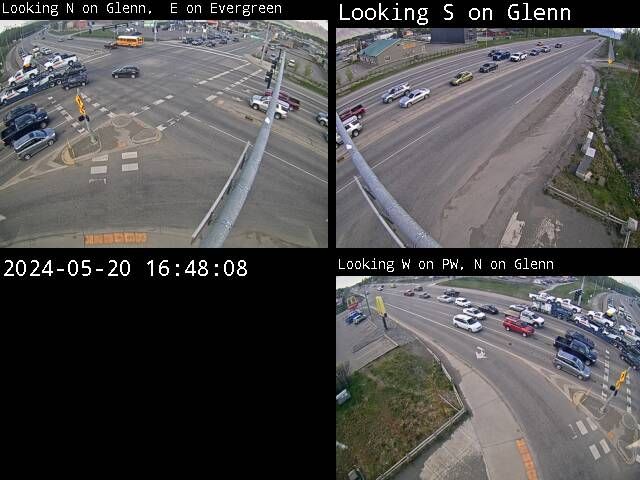 Looking N on Glenn,  E on Evergreen
Looking S on Glenn
2024-05-20 16:48:08
Looking W on PW, N on Glenn